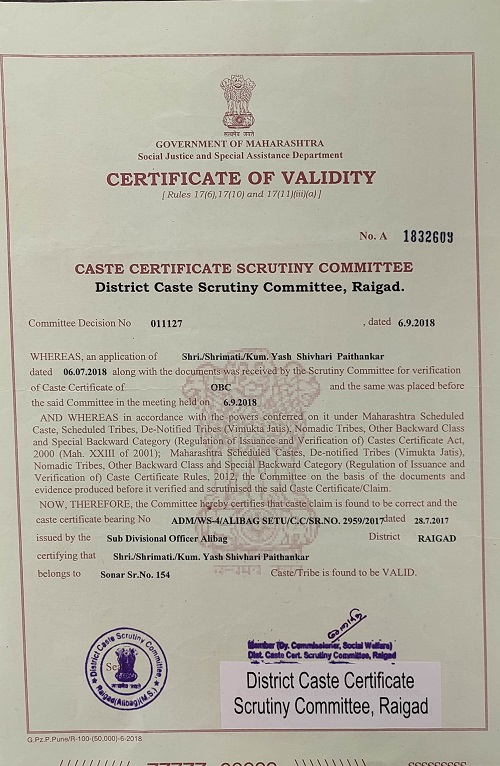 सत्यमेव जयते
GOVERNMENT OF MAHARASHTRA
Social Justice and Special Assistance Department
CERTIFICATE OF VALIDITY
[ Rules 17(6),17(10) and 17(11)(iii)(a) ]
No. A 1832609
CASTE CERTIFICATE SCRUTINY COMMITTEE
District Caste Scrutiny Committee, Raigad.
Committee Decision No 011127 , dated 6.9.2018
WHEREAS, an application of Shri./Shrimati./Kum. Yash Shivhari Paithankar
dated 06.07.2018 along with the documents was received by the Scrutiny Committee for verification
of Caste Certificate of OBC and the same was placed before
the said Committee in the meeting held on 6.9.2018
AND WHEREAS in accordance with the powers conferred on it under Maharashtra Scheduled
Caste, Scheduled Tribes, De-Notified Tribes (Vimukta Jatis), Nomadic Tribes, Other Backward Class
and Special Backward Category (Regulation of Issuance and Verification of) Castes Certificate Act,
2000 (Mah. XXIII of 2001); Maharashtra Scheduled Castes, De-notified Tribes (Vimukta Jatis),
Nomadic Tribes, Other Backward Class and Special Backward Category (Regulation of Issuance and
Verification of) Caste Certificate Rules, 2012, the Committee on the basis of the documents and
evidence produced before it verified and scrutinised the said Caste Certificate/Claim.
NOW, THEREFORE, the Committee hereby certifies that caste claim is found to be correct and the
caste certificate bearing No ADM/WS-4/ALIBAG SETU/C.C/SR.NO. 2959/2017 dated 28.7.2017
issued by the Sub Divisional Officer Alibag District RAIGAD
certifying that Shri./Shrimati./Kum. Yash Shivhari Paithankar
belongs to Sonar Sr.No. 154 Caste/Tribe is found to be VALID.
District Caste Scrutiny Committee
Raigad(Alibag)(M.S.)
Member (Dy. Commissioner, Social Welfare)
Dist. Caste Cert. Scrutiny Committee, Raigad
District Caste Certificate
Scrutiny Committee, Raigad
G.Pz.P.Pune/R-100-(50,000)-6-2018